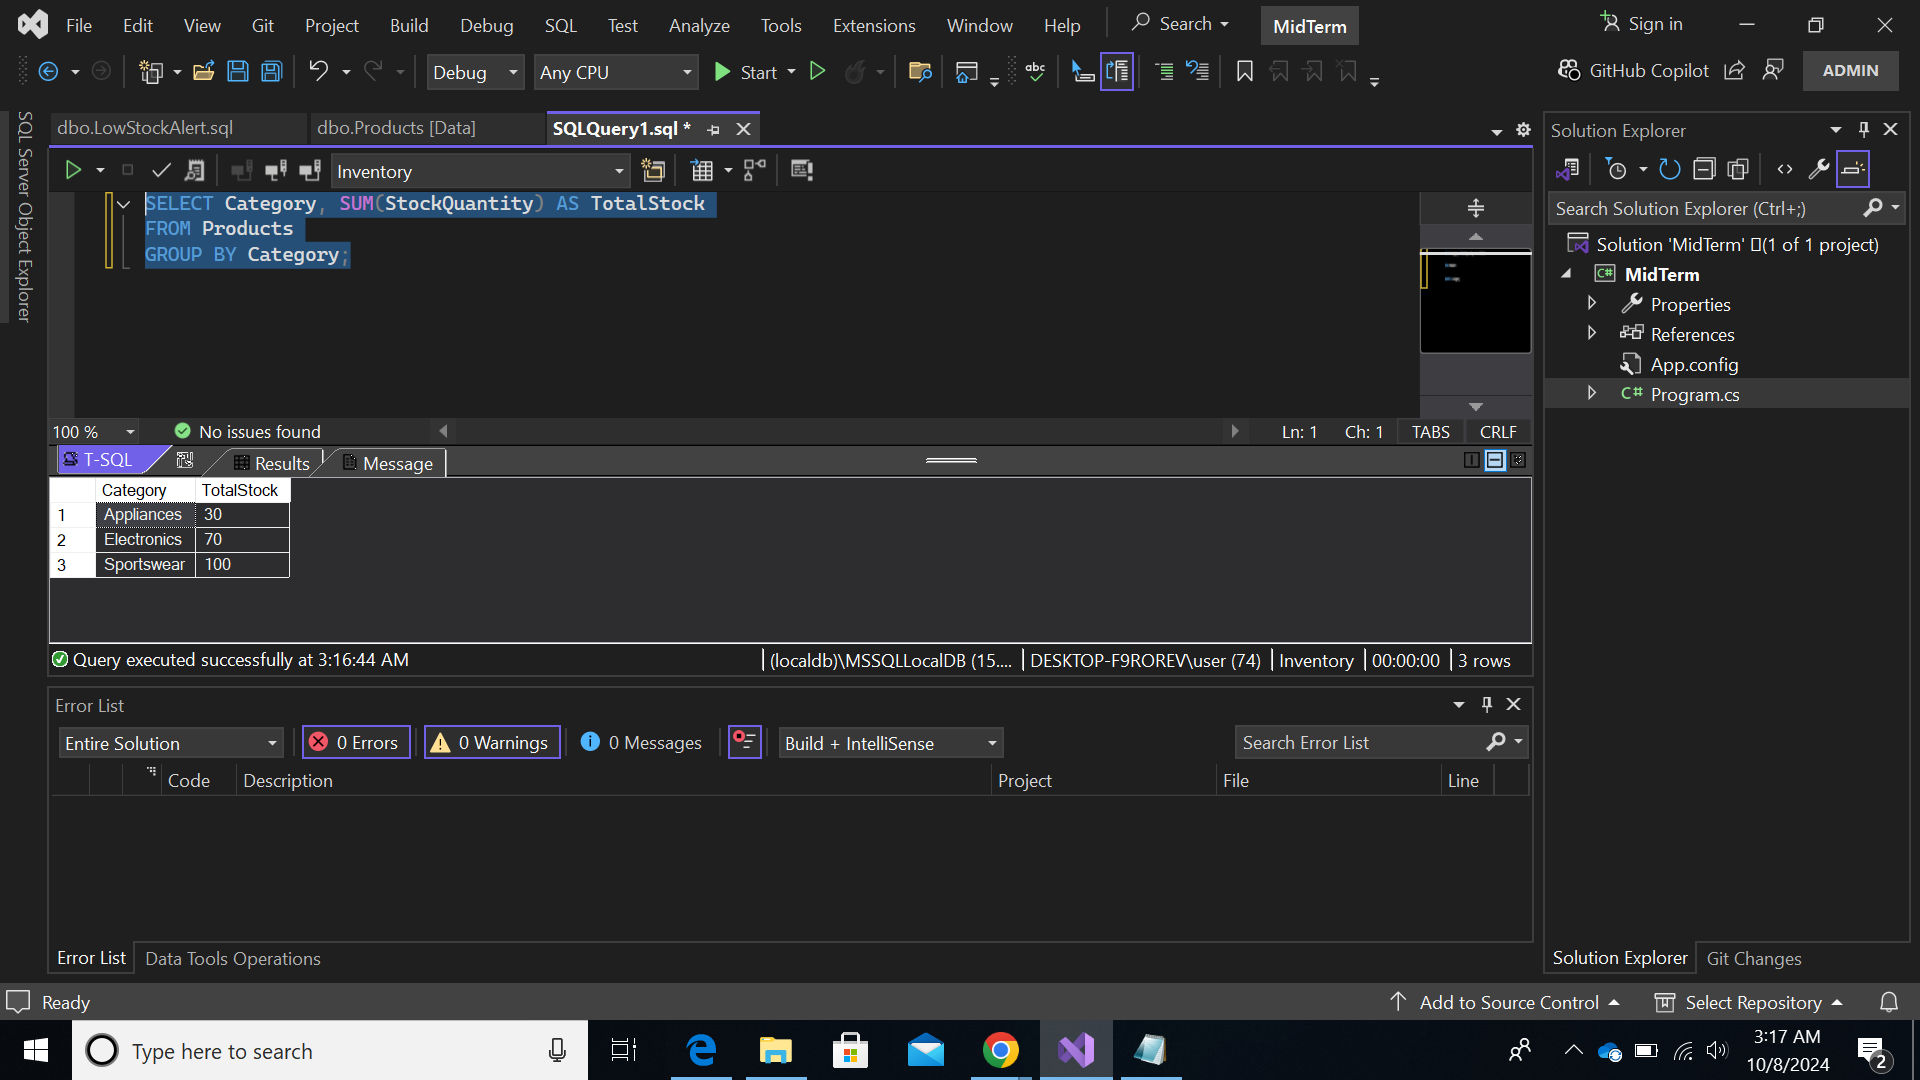 File Edit View Git Project Build Debug SQL Test Analyze Tools Extensions Window Help Search MidTerm Sign in
Debug Any CPU Start abc GitHub Copilot ADMIN
SQL Server Object Explorer
dbo.LowStockAlert.sql dbo.Products [Data] SQLQuery1.sql *
Inventory
SELECT Category, SUM(StockQuantity) AS TotalStock
FROM Products
GROUP BY Category;
100 % No issues found Ln: 1 Ch: 1 TABS CRLF
T-SQL Results Message
Category TotalStock
1 Appliances 30
2 Electronics 70
3 Sportswear 100
Query executed successfully at 3:16:44 AM (localdb)\MSSQLLocalDB (15.... DESKTOP-F9ROREV\user (74) Inventory 00:00:00 3 rows
Error List
Entire Solution 0 Errors 0 Warnings 0 Messages Build + IntelliSense Search Error List
Code Description Project File Line
Error List Data Tools Operations
Solution Explorer
Search Solution Explorer (Ctrl+;)
Solution 'MidTerm' (1 of 1 project)
C# MidTerm
Properties
References
App.config
C# Program.cs
Solution Explorer Git Changes
Ready Add to Source Control Select Repository
Type here to search 3:17 AM
10/8/2024 2